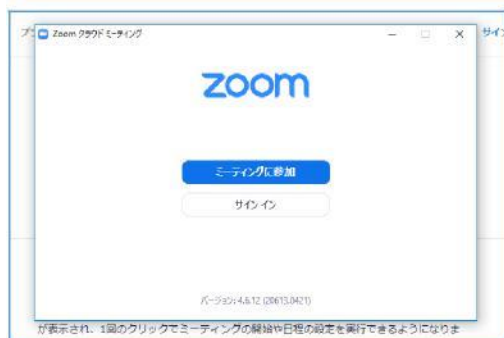 Zoom クラウド ミーティング
サイン
zoom
ミーティングに参加
サインイン
バージョン: 4.6.12 (20613.0421)
が表示され、1回のクリックでミーティングの開始や日程の設定を実行できるようになりま